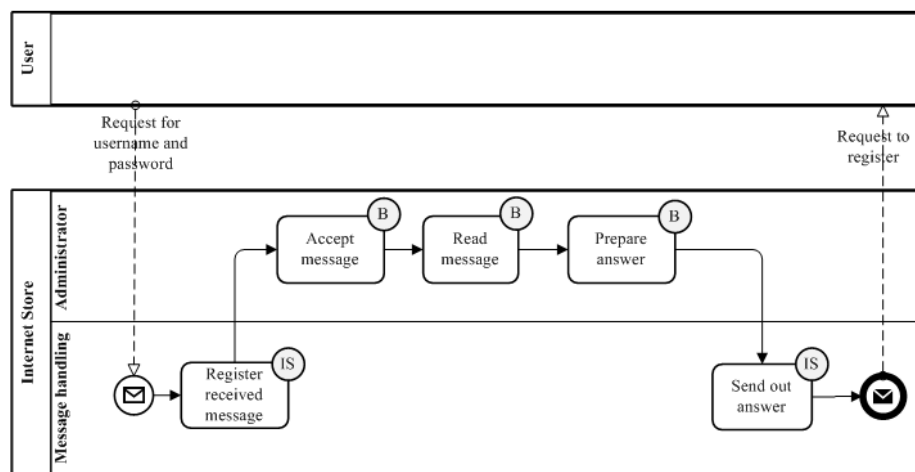 User
Request for
username and
password
Request to
register
Internet Store
Administrator
B
Accept
message
B
Read
message
B
Prepare
answer
Message handling
IS
Register
received
message
IS
Send out
answer